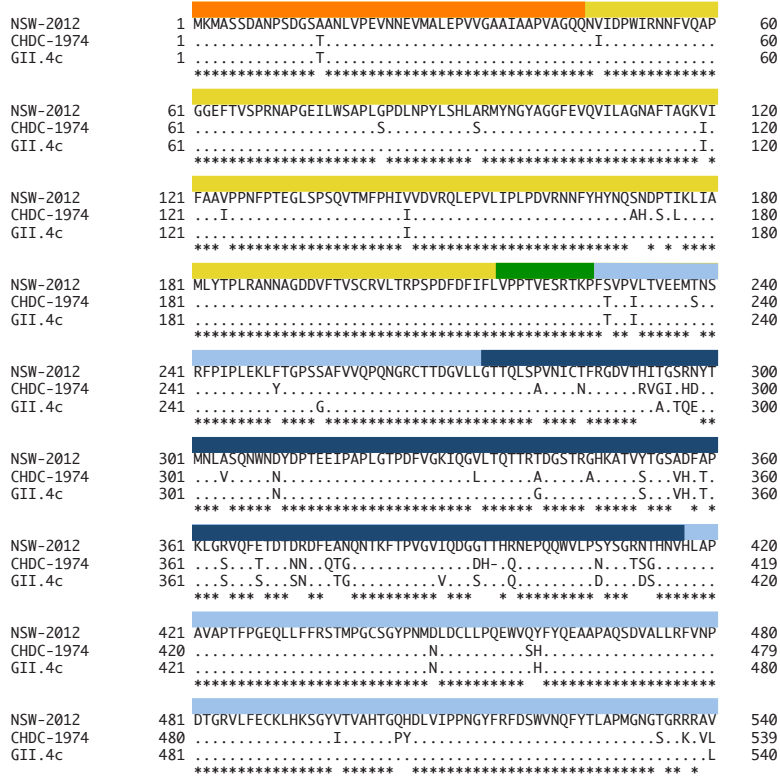 NSW-2012 1 MKMASSDANPSDGSAANLVPEVNNEVMALEPVVGAAIAAPVAGQQNVIDPWIRNNFVQAP 60
CHDC-1974 1 ..............T...............................I............. 60
GII.4c 1 ..............T............................................. 60
************** ****************************** *************
NSW-2012 61 GGEFTVSPRNAPGEILWSAPLGPDLNPYLSHLARMYNGYAGGFEVQVILAGNAFTAGKVI 120
CHDC-1974 61 .....................S..........S.........................I. 120
GII.4c 61 ..........................................................I. 120
********************* ********** ************************* *
NSW-2012 121 FAAVPPNFPTEGLSPSQVTMFPHIVVDVRQLEPVLIPLPDVRNNFYHYNQSNDPTIKLIA 180
CHDC-1974 121 ...I....................I.........................AH.S.L.... 180
GII.4c 121 ........................I................................... 180
*** ******************** ************************* * * ****
NSW-2012 181 MLYTPLRANNAGDDVFTVSCRVLTRPSPDFDFIFLVPPTVESRTKPFSVPVLTVEEMTNS 240
CHDC-1974 181 ...............................................T..I......S.. 240
GII.4c 181 ...............................................T..I......... 240
*********************************************** ** ****** **
NSW-2012 241 RFPIPLEKLFTGPSSAFVVQPQNGRCTTDGVLLGTTQLSPVNICTFRGDVTHITGSRNYT 300
CHDC-1974 241 .........Y.............................A....N......RVGI.HD.. 300
GII.4c 241 ..............G......................................A.TQE.. 300
********* **** ************************ **** ****** **
NSW-2012 301 MNLASQNWNDYDPTEEIPAPLGTPDFVGKIQGVLTQTTRTDGSTRGHKATVYTGSADFAP 360
CHDC-1974 301 ...V.....N......................L......A.....A.....S...VH.T. 360
GII.4c 301 .........N.............................G...........S...VH.T. 360
*** ***** ********************** ****** ***** ***** *** * *
NSW-2012 361 KLGRVQFETDTDRDFEANQNTKFTPVGVIQDGGTTHRNEPQQWVLPSYSGRNTHNVHLAP 420
CHDC-1974 361 ...S...T...NN..QTG...............DH-.Q.........N...TSG...... 419
GII.4c 361 ...S....S...SN..TG..........V...S...Q.........D....DS....... 420
*** *** *** ** ********** *** * ********* *** *******
NSW-2012 421 AVAPTFPGEQLLFFRSTMPGCSGYPNMDLDCLLPQEWVQYFYQEAAPAQSDVALLRFVNP 480
CHDC-1974 420 ...........................N..........SH.................... 479
GII.4c 421 ...........................N...........H.................... 480
*************************** ********** ********************
NSW-2012 481 DTGRVLFECKLHKSGYVTVAHTGQHDLVIPPNGYFRFDSWVNQFYTLAPMGNGTGRRRAV 540
CHDC-1974 480 ................I......PY............................S..K.VL 539
GII.4c 481 ...........................................................L 540
**************** ****** **************************** ** *